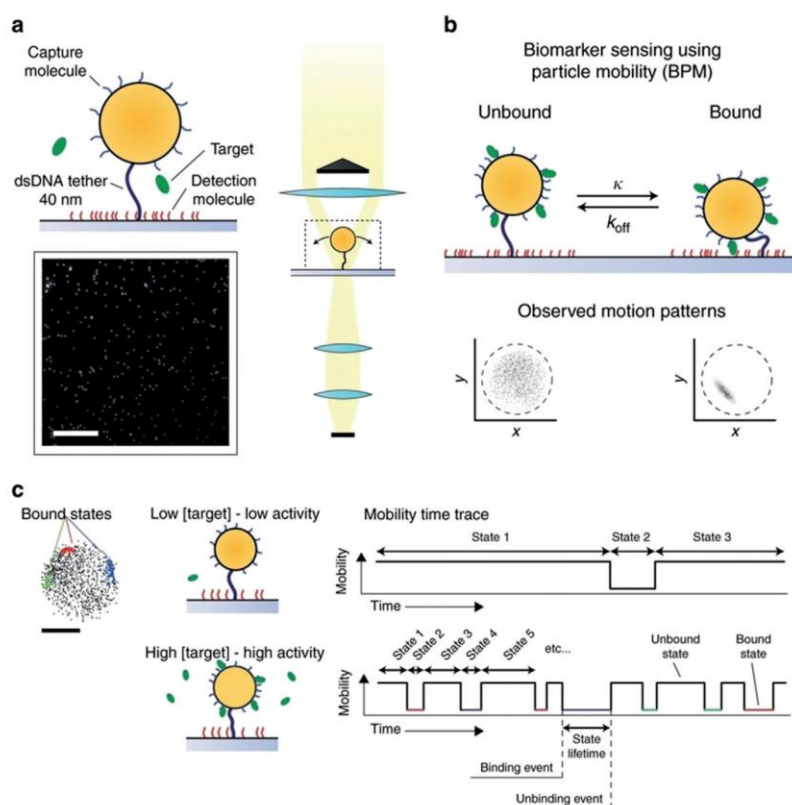 a
Capture
molecule
Target
dsDNA tether
40 nm
Detection
molecule
b
Biomarker sensing using
particle mobility (BPM)
Unbound
Bound
κ
koff
Observed motion patterns
y
x
y
x
c
Bound states
Low [target] - low activity
High [target] - high activity
Mobility time trace
State 1
State 2
State 3
Mobility
Time
State 1
State 2
State 3
State 4
State 5
etc...
Unbound
state
Bound
state
Mobility
Time
State
lifetime
Binding event
Unbinding event